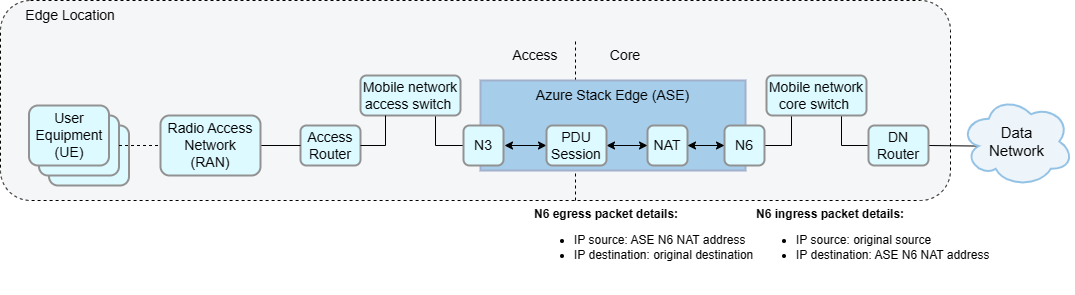 Edge Location
Access
Core
Mobile network
access switch
Azure Stack Edge (ASE)
Mobile network
core switch
User
Equipment
(UE)
Radio Access
Network
(RAN)
Access
Router
N3
PDU
Session
NAT
N6
DN
Router
Data
Network
N6 egress packet details:
• IP source: ASE N6 NAT address
• IP destination: original destination
N6 ingress packet details:
• IP source: original source
• IP destination: ASE N6 NAT address